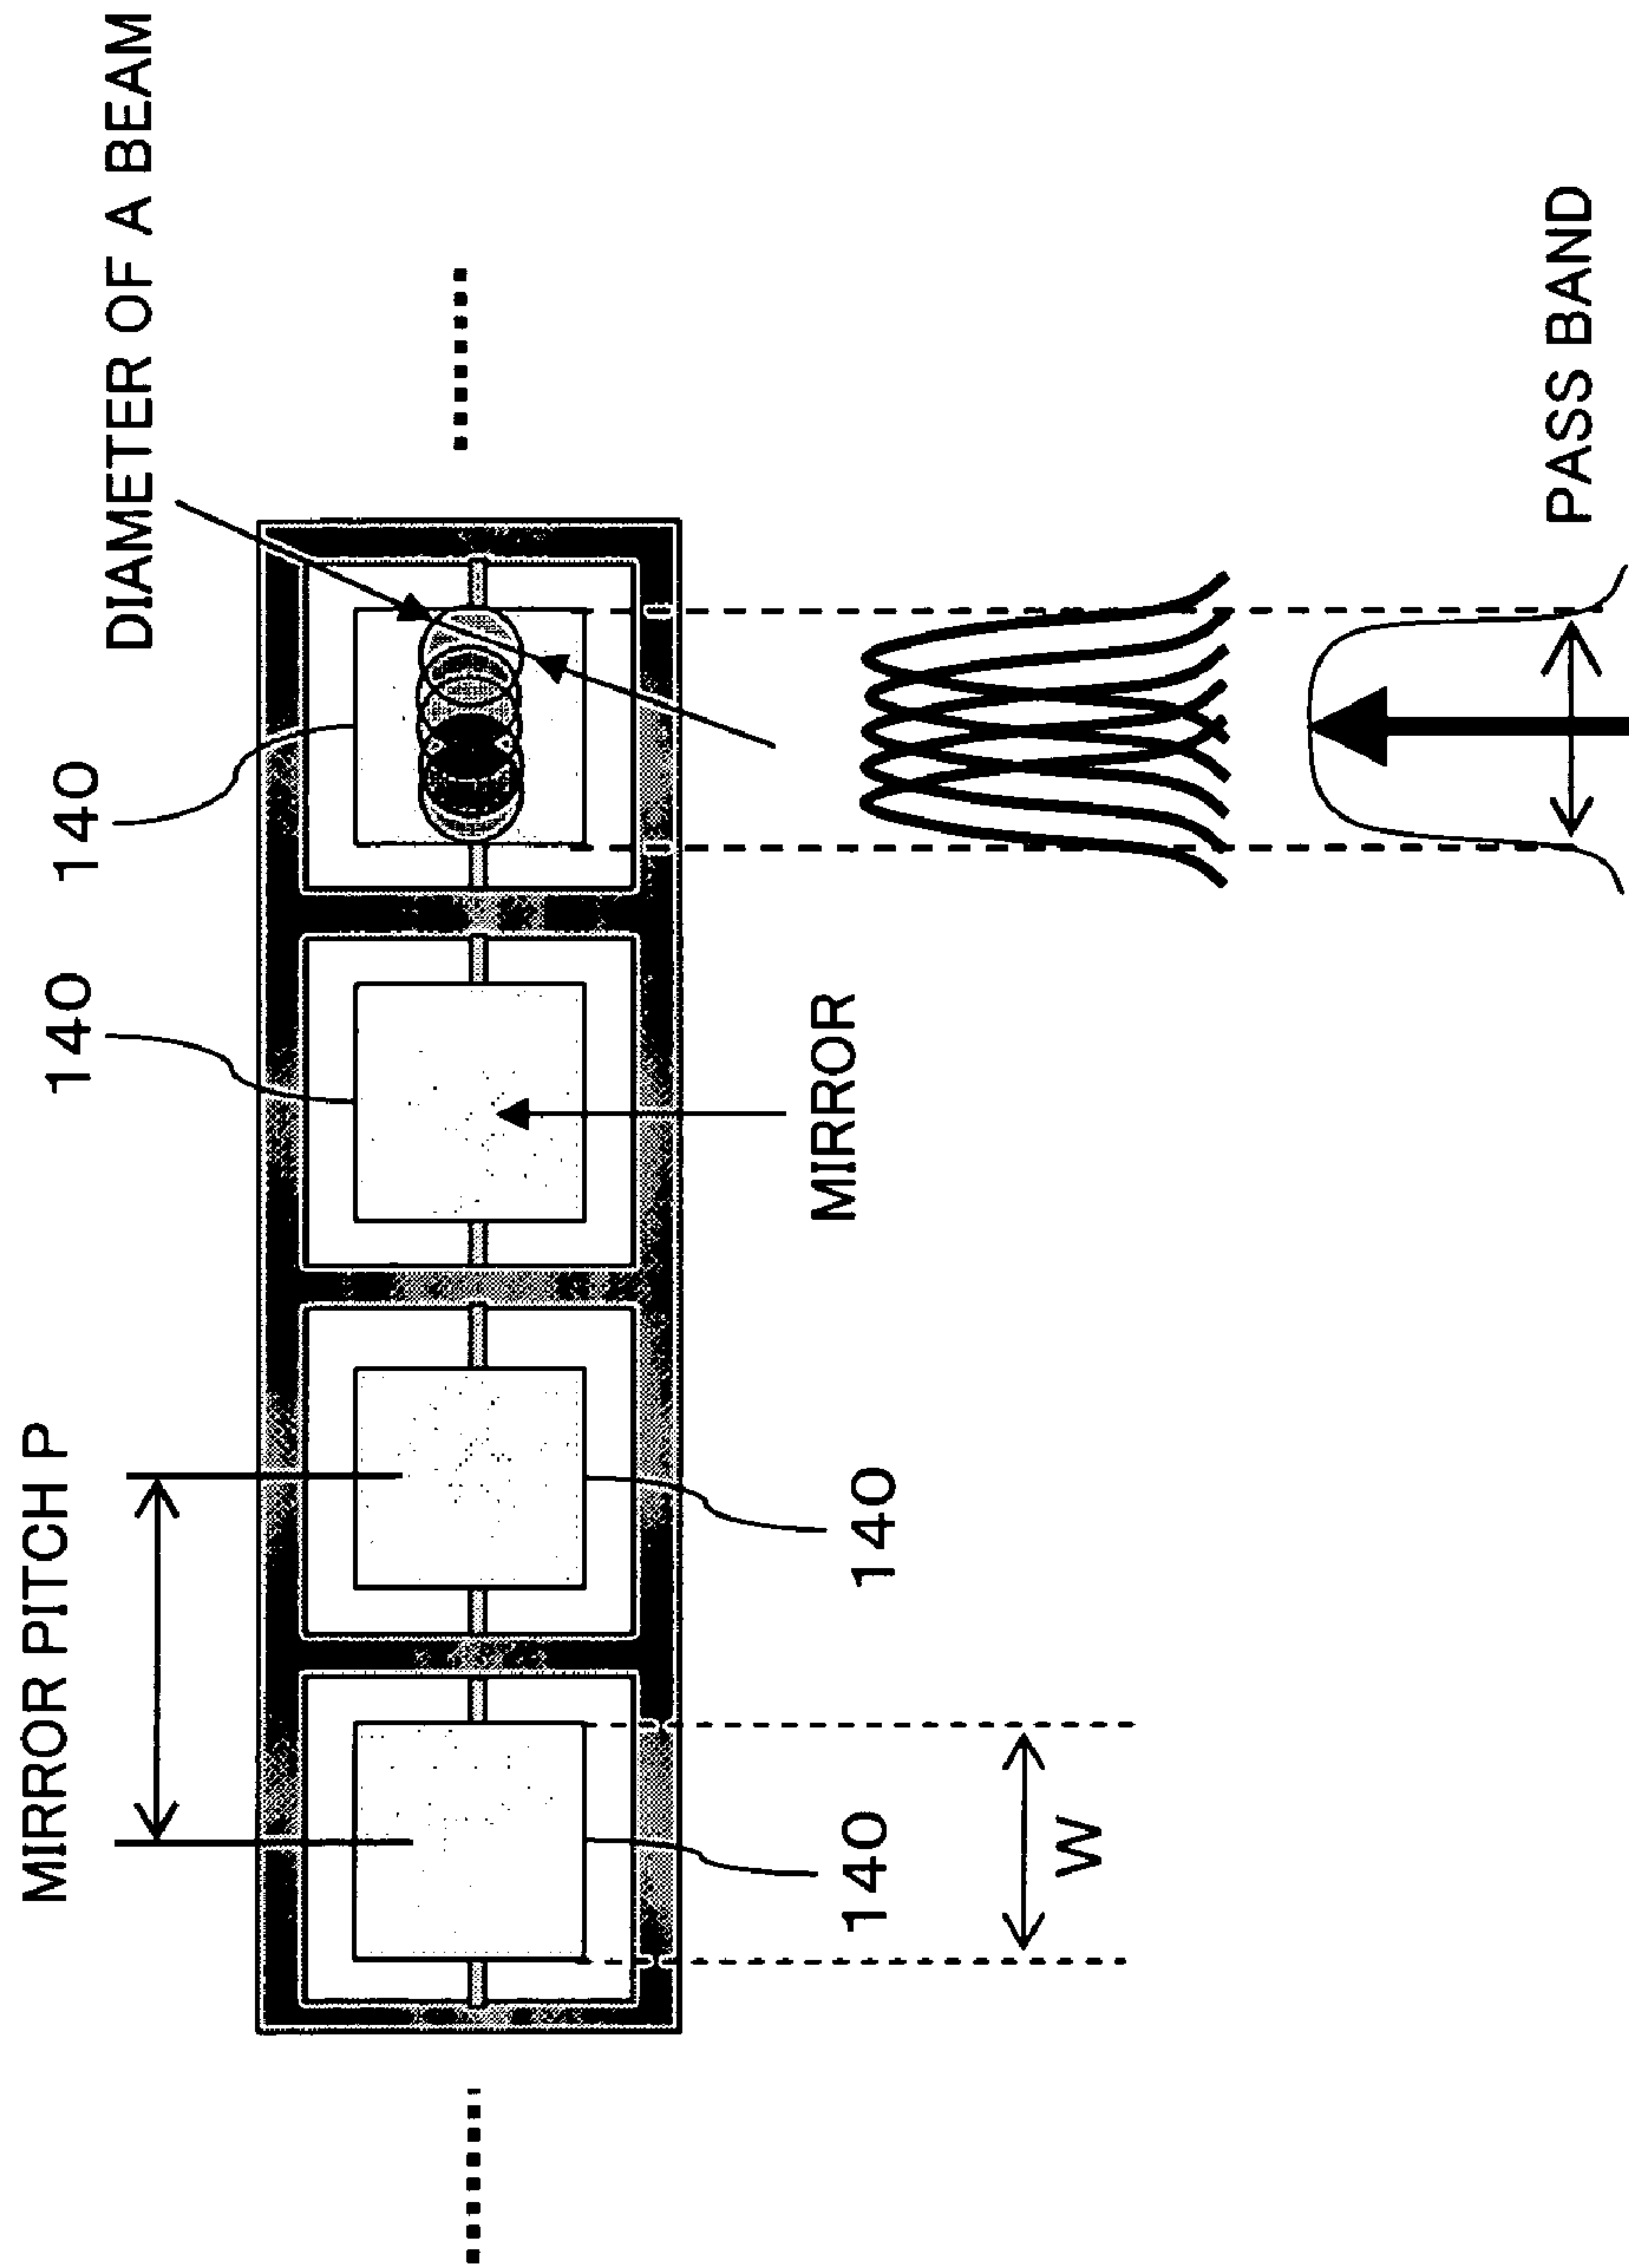 MIRROR PITCH P
140
140
DIAMETER OF A BEAM
140
140
MIRROR
W
PASS BAND